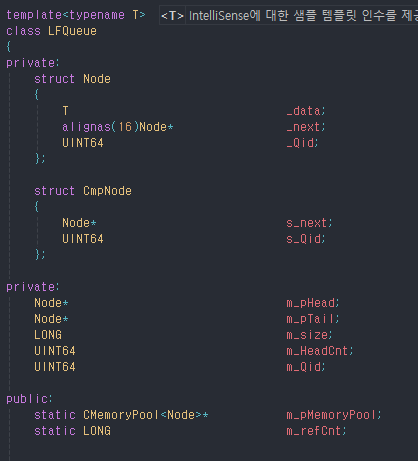 template<typename T> <T> IntelliSense에 대한 샘플 템플릿 인수를 제공
class LFQueue
{
private:
    struct Node
    {
        T                               _data;
        alignas(16)Node*                _next;
        UINT64                          _Qid;
    };

    struct CmpNode
    {
        Node*                           s_next;
        UINT64                          s_Qid;
    };

private:
    Node*                               m_pHead;
    Node*                               m_pTail;
    LONG                                m_size;
    UINT64                              m_HeadCnt;
    UINT64                              m_Qid;

public:
    static CMemoryPool<Node>*           m_pMemoryPool;
    static LONG                         m_refCnt;